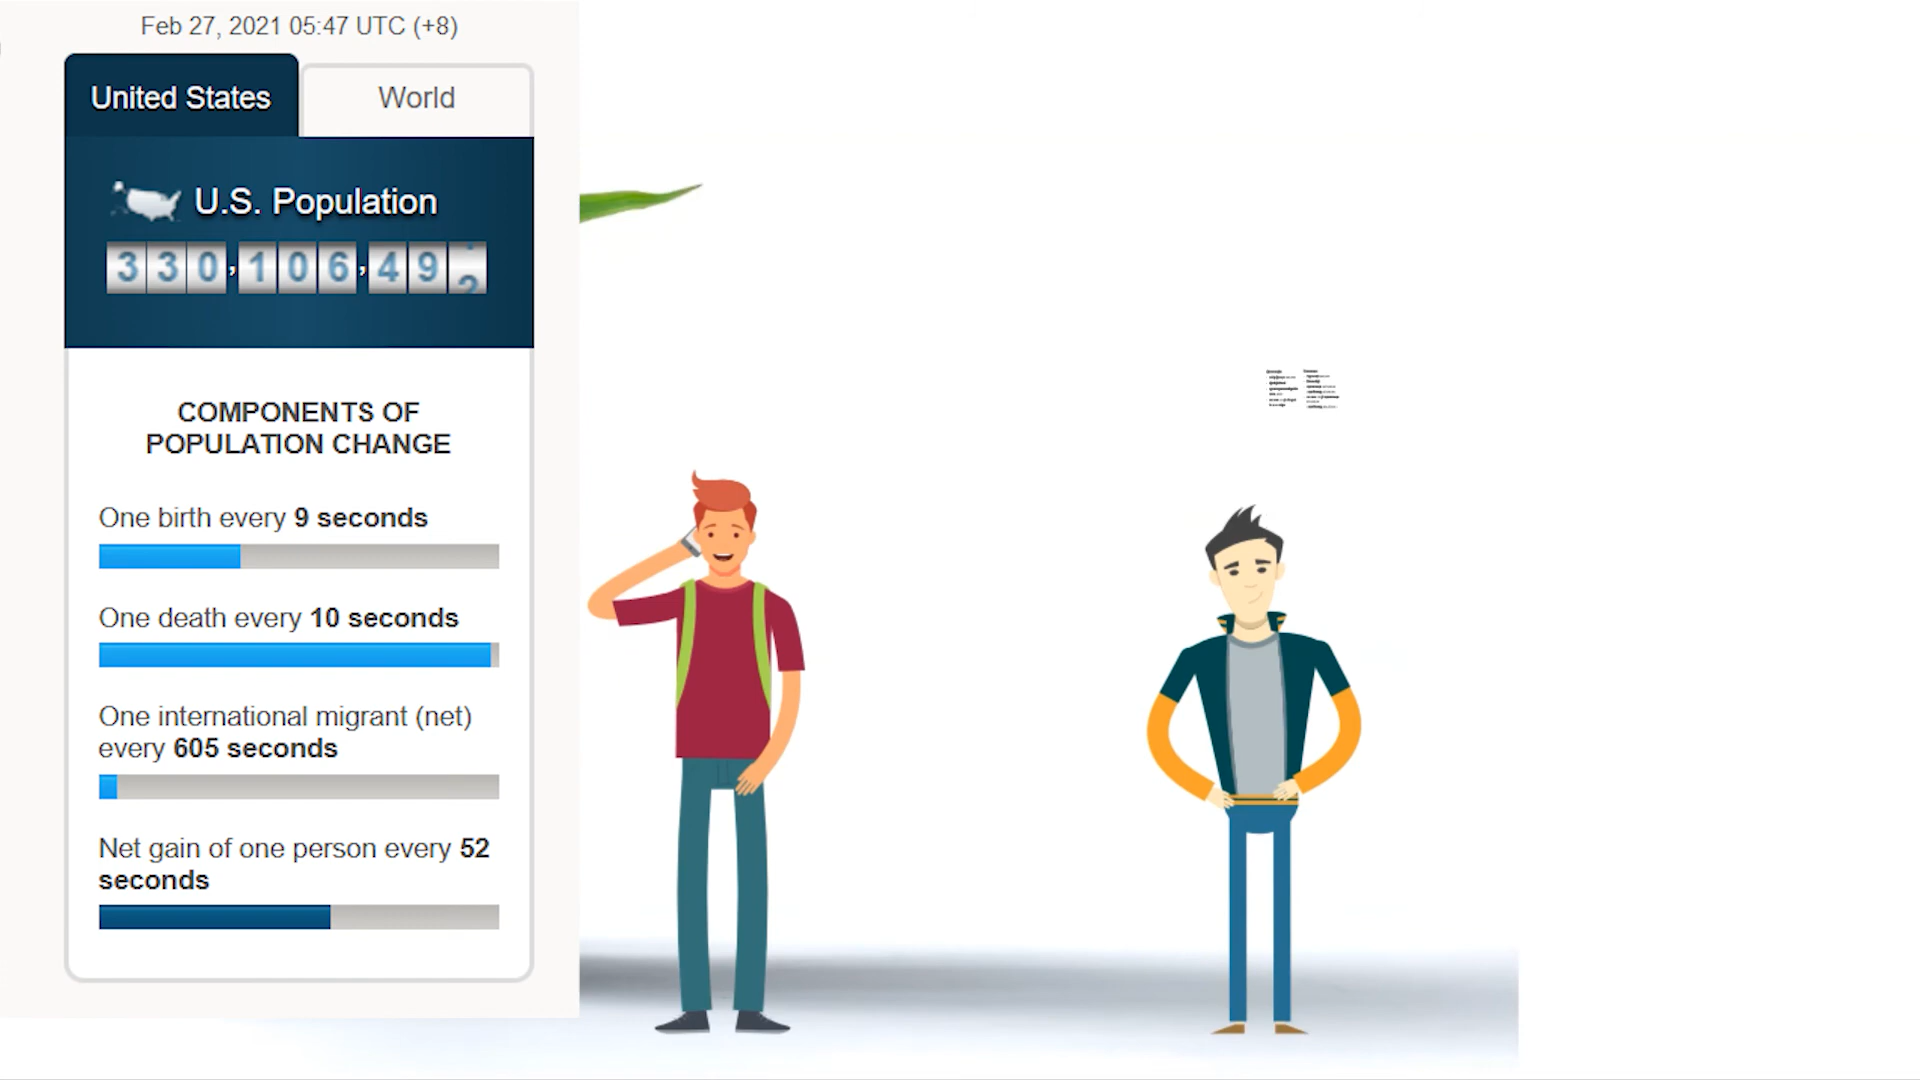 Feb 27, 2021 05:47 UTC (+8)
United States
World
U.S. Population
330,106,49
COMPONENTS OF
POPULATION CHANGE
One birth every 9 seconds
One death every 10 seconds
One international migrant (net)
every 605 seconds
Net gain of one person every 52
seconds